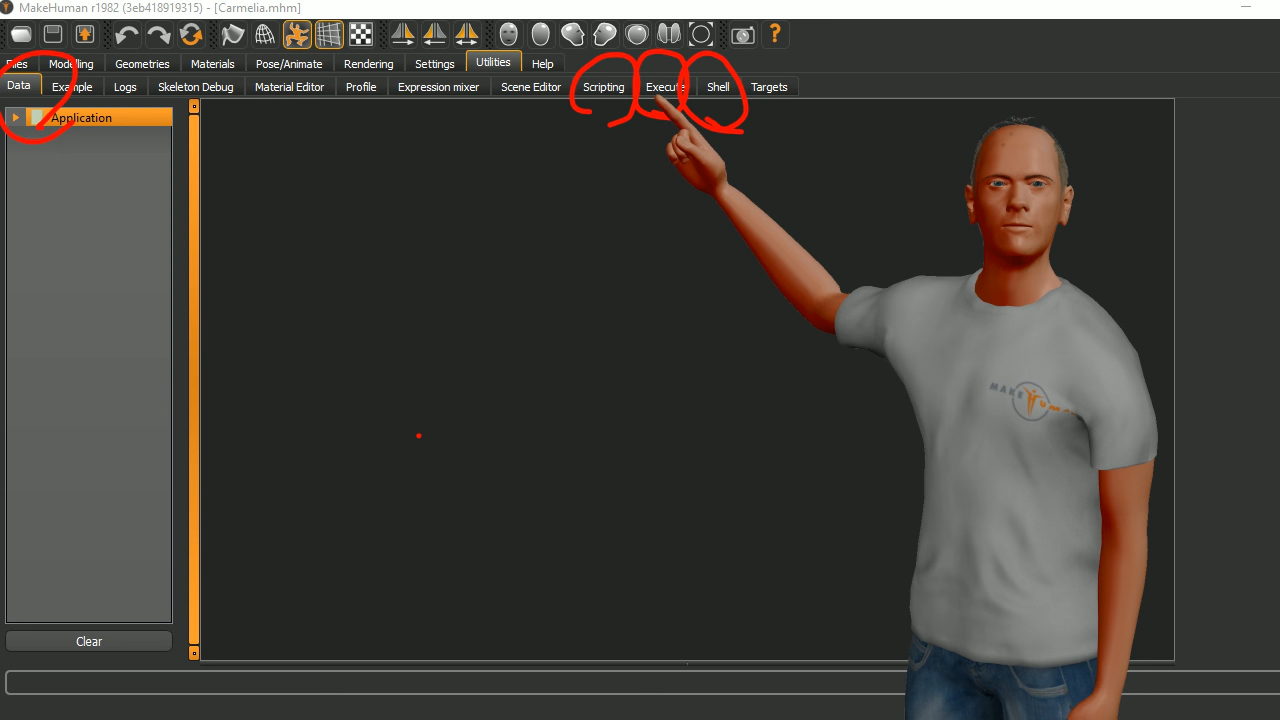 MakeHuman r1982 (3eb418919315) - [Carmelia.mhm]
Files Modelling Geometries Materials Pose/Animate Rendering Settings Utilities Help
Data Example Logs Skeleton Debug Material Editor Profile Expression mixer Scene Editor Scripting Execute Shell Targets
Application
MAKE
Clear